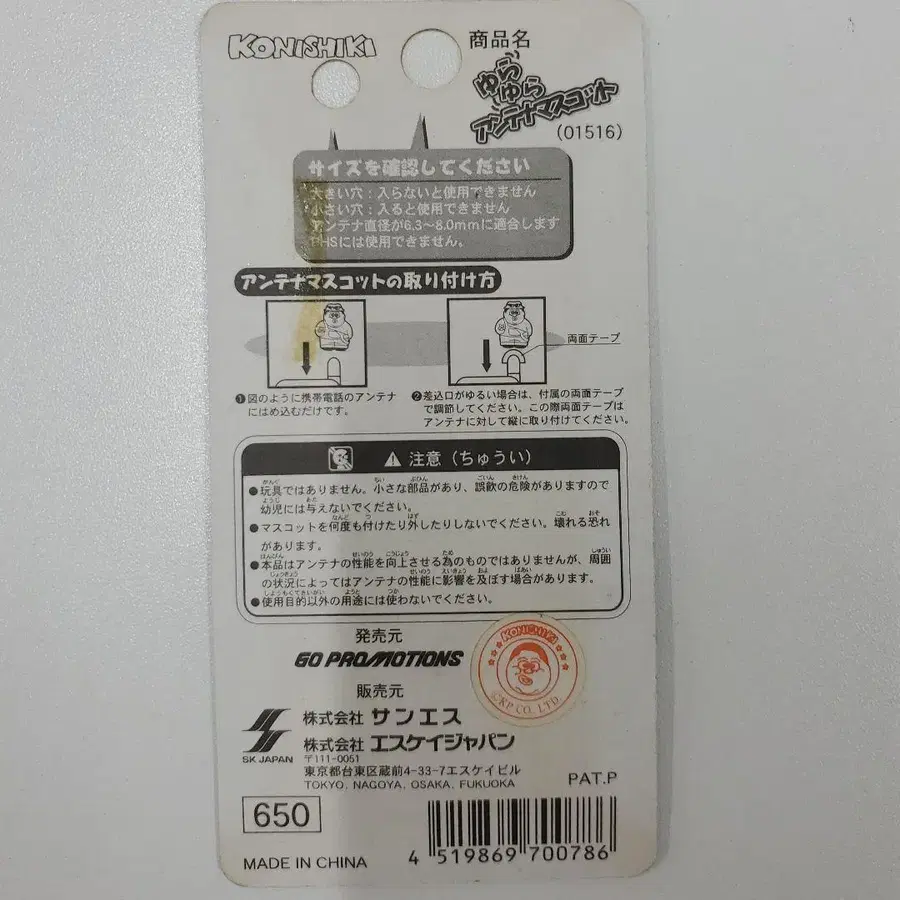 KONISHIKI
商品名
ゆらゆら
アンテナマスコット
(01516)
サイズを確認してください
大きい穴：入らないと使用できません
小さい穴：入ると使用できません
アンテナ直径が6.3〜8.0mmに適合します
PHSには使用できません。
アンテナマスコットの取り付け方
両面テープ
❶図のように携帯電話のアンテナ
にはめ込むだけです。
❷差込口がゆるい場合は、付属の両面テープ
で調節してください。この際両面テープは
アンテナに対して縦に取り付けてください。
注意（ちゅうい）
●玩具ではありません。小さな部品があり、誤飲の危険がありますので
幼児には与えないでください。
●マスコットを何度も付けたり外したりしないでください。壊れる恐れ
があります。
●本品はアンテナの性能を向上させる為のものではありませんが、周囲
の状況によってはアンテナの性能に影響を及ぼす場合があります。
●使用目的以外の用途には使わないでください。
発売元
GO PROMOTIONS
KONISHIKI
©KP CO., LTD.
販売元
株式会社 サンエス
株式会社 エスケイジャパン
SK JAPAN
〒111-0051
東京都台東区蔵前4-33-7エスケイビル
TOKYO, NAGOYA, OSAKA, FUKUOKA
PAT.P
650
MADE IN CHINA
4 519869 700786